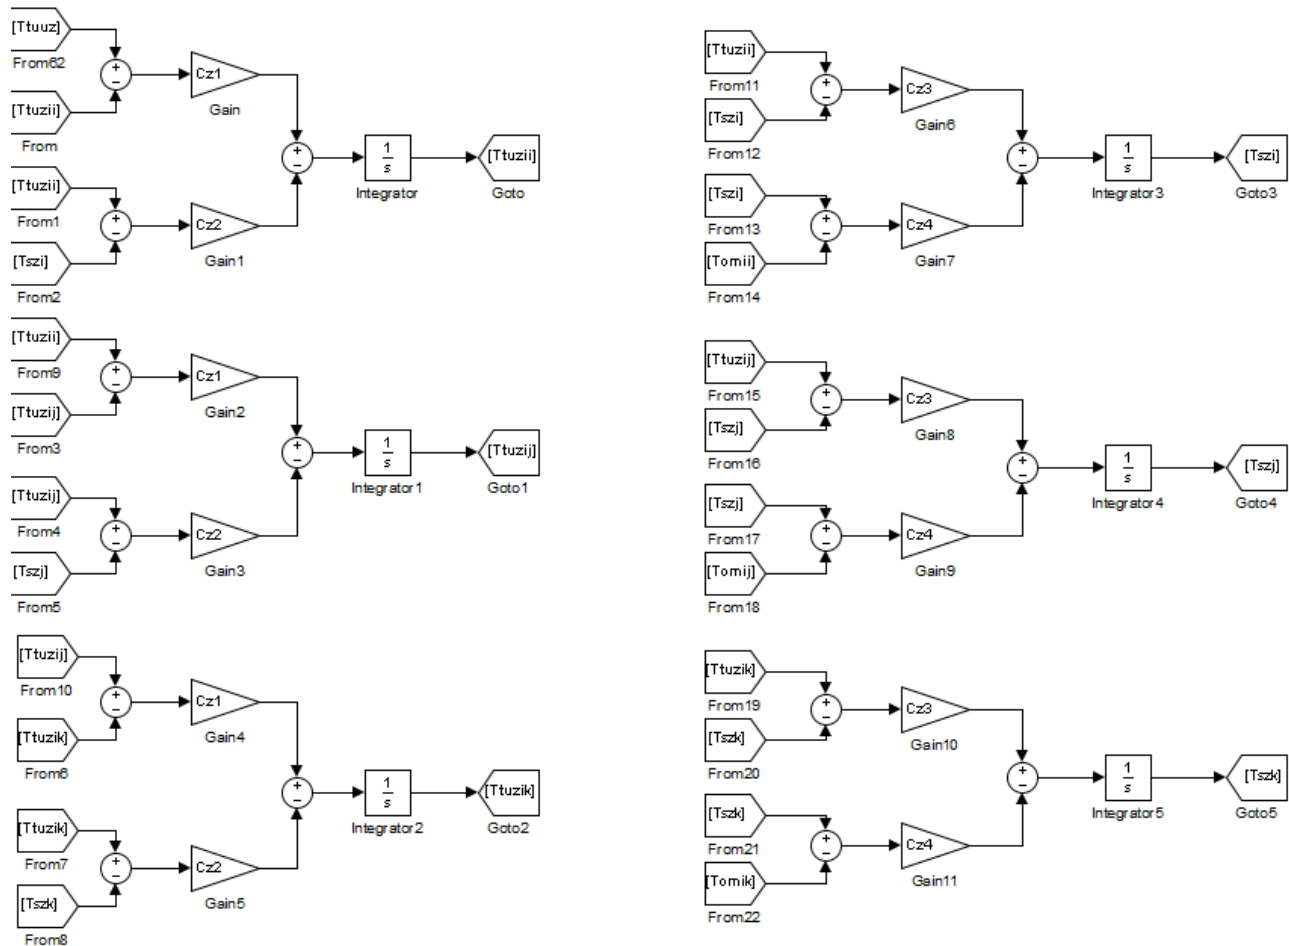 [Ttuuz]
From62
+
−
Cz1
Gain
[Ttuzii]
From
+
−
1
s
Integrator
[Ttuzii]
Goto
[Ttuzii]
From1
+
−
Cz2
Gain1
[Tszi]
From2
[Ttuzii]
From9
+
−
Cz1
Gain2
[Ttuzij]
From3
+
−
1
s
Integrator1
[Ttuzij]
Goto1
[Ttuzij]
From4
+
−
Cz2
Gain3
[Tszj]
From5
[Ttuzij]
From10
+
−
Cz1
Gain4
[Ttuzik]
From6
+
−
1
s
Integrator2
[Ttuzik]
Goto2
[Ttuzik]
From7
+
−
Cz2
Gain5
[Tszk]
From8
[Ttuzii]
From11
+
−
Cz3
Gain6
[Tszi]
From12
+
−
1
s
Integrator3
[Tszi]
Goto3
[Tszi]
From13
+
−
Cz4
Gain7
[Tomii]
From14
[Ttuzij]
From15
+
−
Cz3
Gain8
[Tszj]
From16
+
−
1
s
Integrator4
[Tszj]
Goto4
[Tszj]
From17
+
−
Cz4
Gain9
[Tomij]
From18
[Ttuzik]
From19
+
−
Cz3
Gain10
[Tszk]
From20
+
−
1
s
Integrator5
[Tszk]
Goto5
[Tszk]
From21
+
−
Cz4
Gain11
[Tomik]
From22